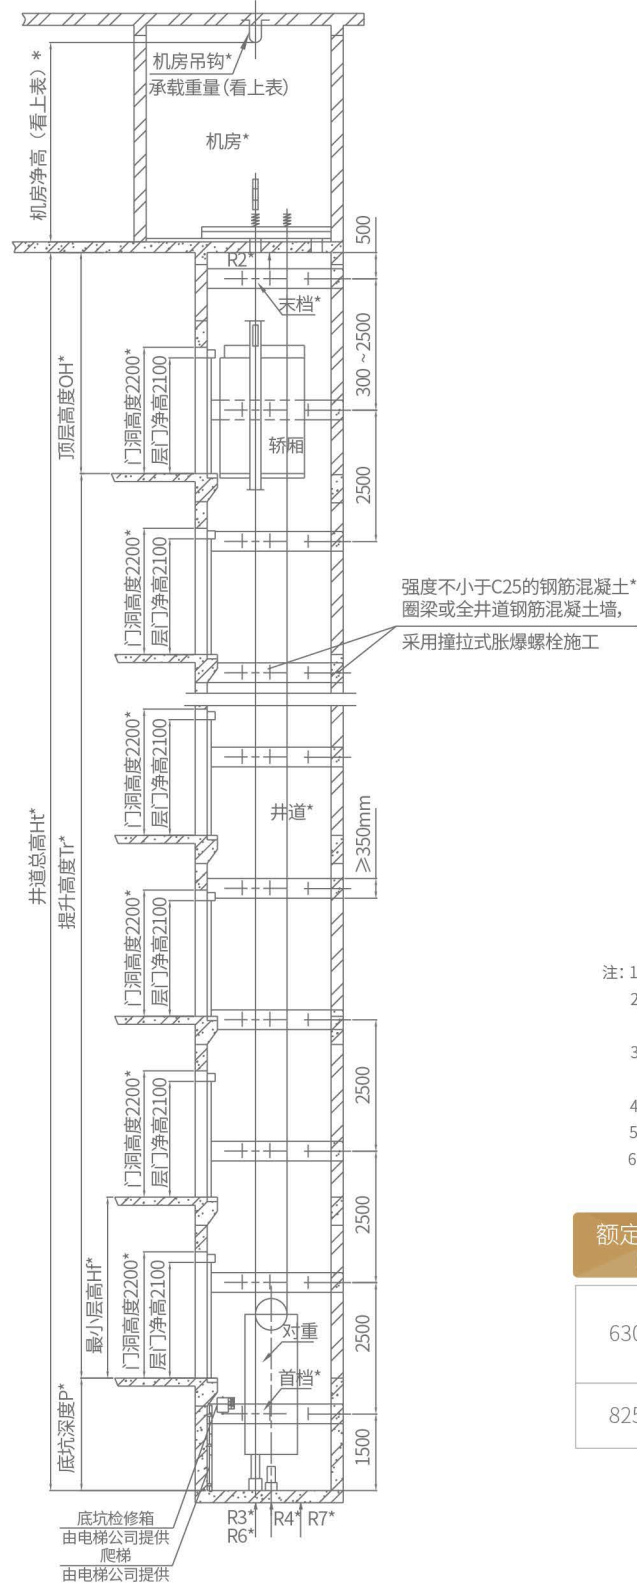 机房吊钩*
承载重量(看上表)
机房净高(看上表)*
机房*
500
R2*
天档*
300~2500
顶层高度OH*
门洞高度2200*
层门净高2100
轿厢
2500
门洞高度2200*
层门净高2100
强度不小于C25的钢筋混凝土*
圈梁或全井道钢筋混凝土墙,
采用撞拉式胀爆螺栓施工
门洞高度2200*
层门净高2100
井道*
≥350mm
井道总高Ht*
提升高度Tr*
门洞高度2200*
层门净高2100
注: 1
2
3
4
5
6
2500
门洞高度2200*
层门净高2100
2500
额定
最小层高Hf*
门洞高度2200*
层门净高2100
2500
对重
630
首档*
825
底坑深度P*
1500
底坑检修箱
由电梯公司提供
爬梯
由电梯公司提供
R3*
R6*
R4*
R7*